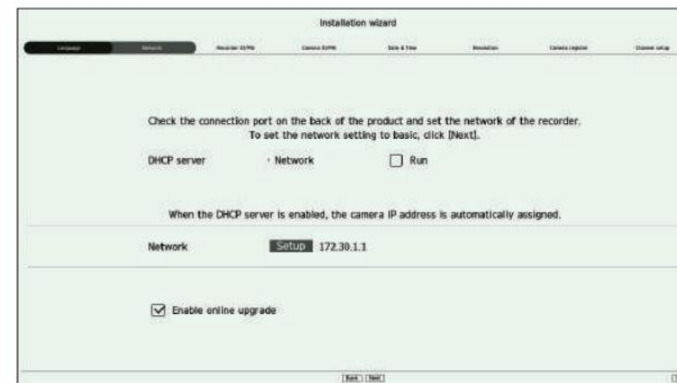 Installation wizard
Language Network Recorder ID/PW Camera ID/PW Date & Time Resolution Camera register Channel setup
Check the connection port on the back of the product and set the network of the recorder.
To set the network setting to basic, click [Next].
DHCP server · Network Run
When the DHCP server is enabled, the camera IP address is automatically assigned.
Network Setup 172.30.1.1
Enable online upgrade
Back Next